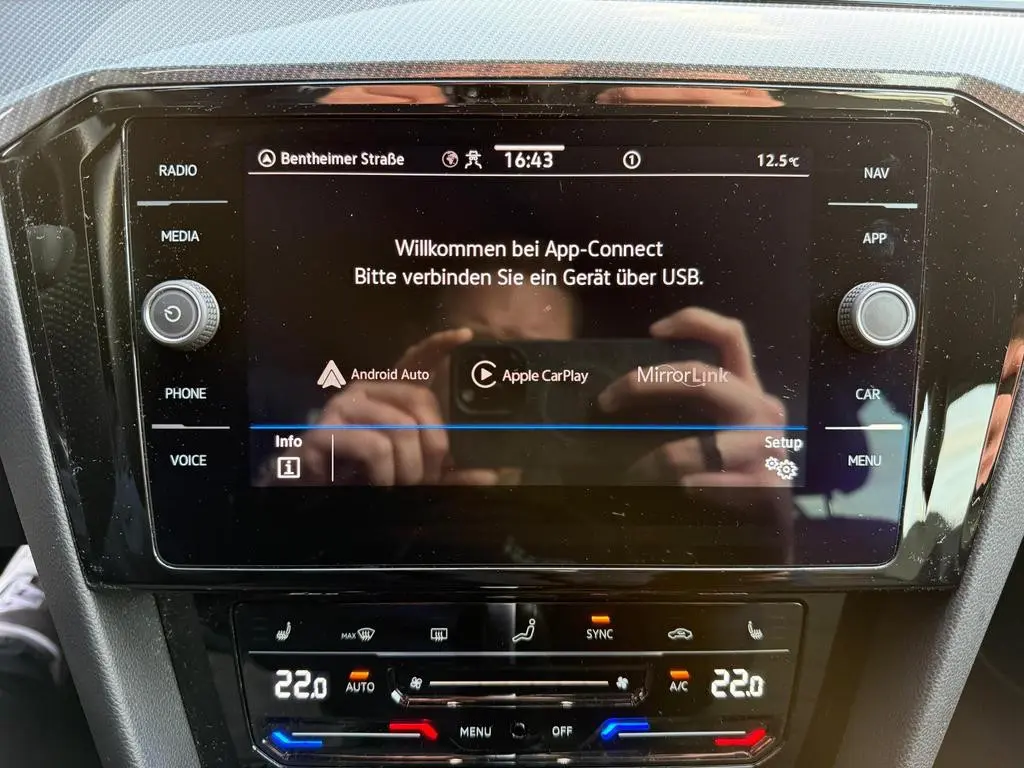 Bentheimer Straße 16:43 1 12.5°C
RADIO
NAV
MEDIA
APP
Willkommen bei App-Connect
Bitte verbinden Sie ein Gerät über USB.
Android Auto Apple CarPlay MirrorLink
PHONE
CAR
Info
Setup
VOICE
MENU
MAX
SYNC
22.0 AUTO A/C 22.0
MENU OFF